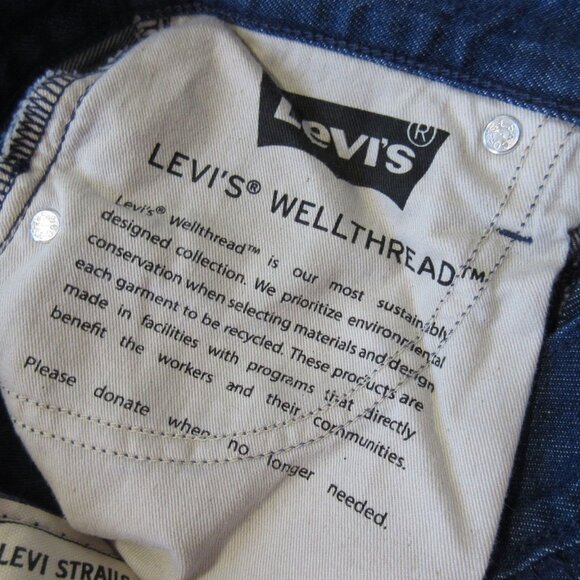 Levi's®
LEVI'S® WELLTHREAD™
Levi's® Wellthread™ is our most sustainably
designed collection. We prioritize environmental
conservation when selecting materials and design
each garment to be recycled. These products are
made in facilities with programs that directly
benefit the workers and their communities.
Please donate when no longer needed.
LEVI STRAUS